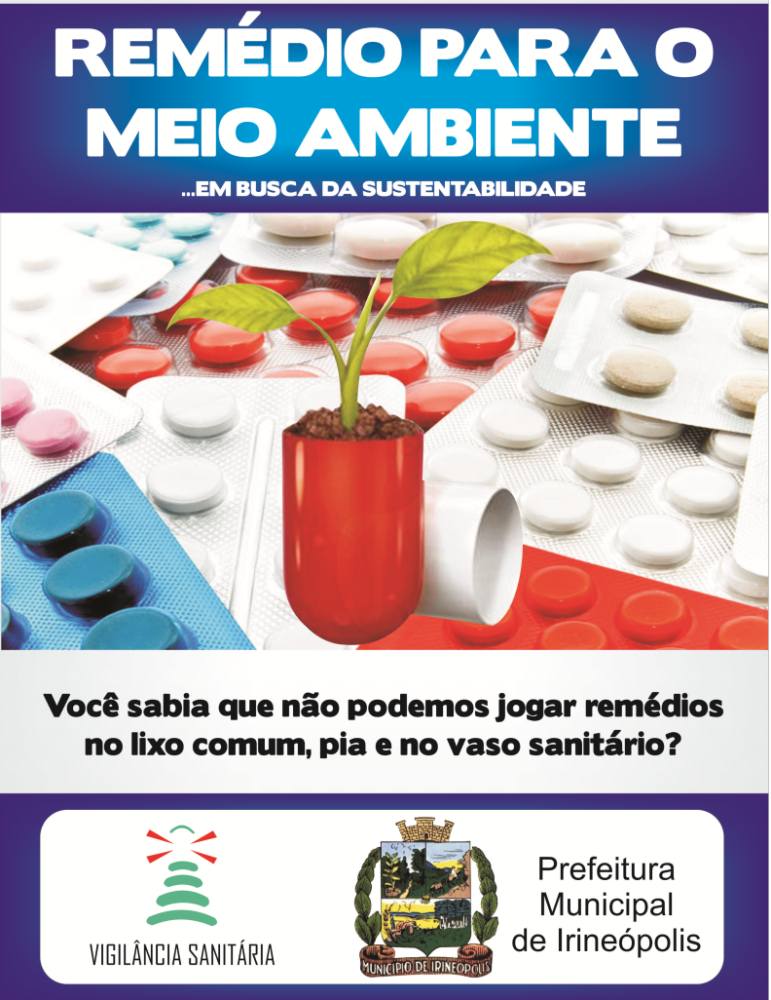 REMÉDIO PARA O
MEIO AMBIENTE
...EM BUSCA DA SUSTENTABILIDADE
Você sabia que não podemos jogar remédios
no lixo comum, pia e no vaso sanitário?
VIGILÂNCIA SANITÁRIA
MUNICIPIO DE IRINEOPOLIS
Prefeitura
Municipal
de Irineópolis